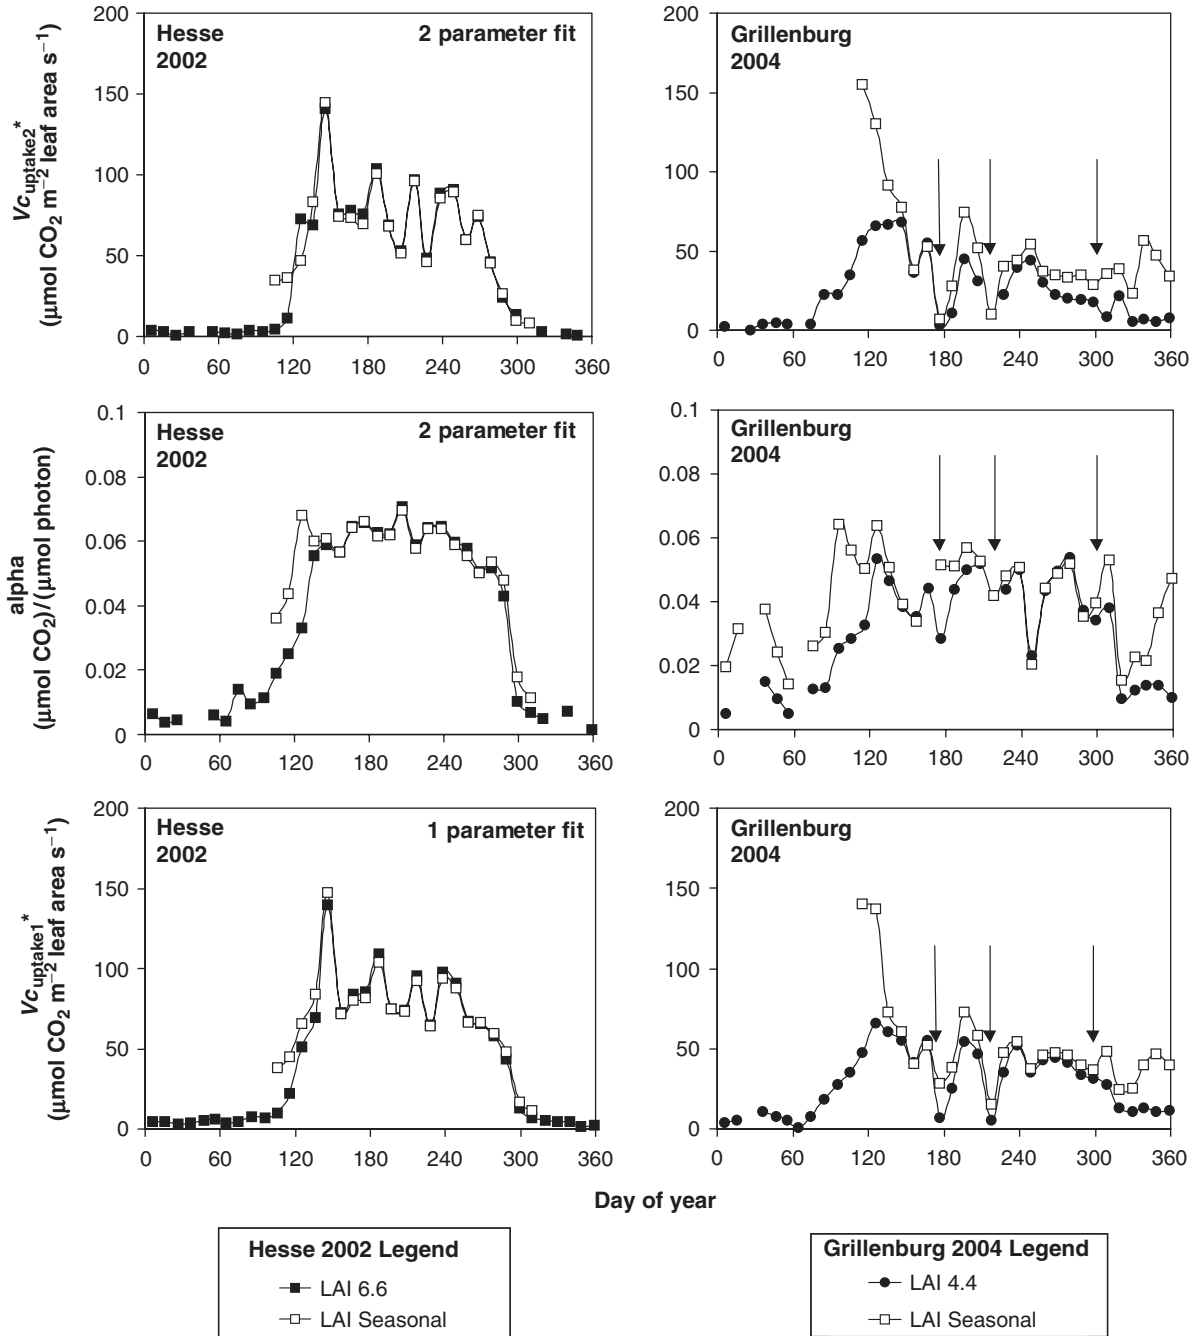 Hesse
2002
2 parameter fit
Vc uptake2*
(μmol CO2 m−2 leaf area s−1)
200
150
100
50
0
0 60 120 180 240 300 360
Grillenburg
2004
200
150
100
50
0
0 60 120 180 240 300 360
Hesse
2002
2 parameter fit
alpha
(μmol CO2)/(μmol photon)
0.1
0.08
0.06
0.04
0.02
0
0 60 120 180 240 300 360
Grillenburg
2004
0.1
0.08
0.06
0.04
0.02
0
0 60 120 180 240 300 360
Hesse
2002
1 parameter fit
Vc uptake1*
(μmol CO2 m−2 leaf area s−1)
200
150
100
50
0
0 60 120 180 240 300 360
Grillenburg
2004
200
150
100
50
0
0 60 120 180 240 300 360
Day of year
Hesse 2002 Legend
LAI 6.6
LAI Seasonal
Grillenburg 2004 Legend
LAI 4.4
LAI Seasonal